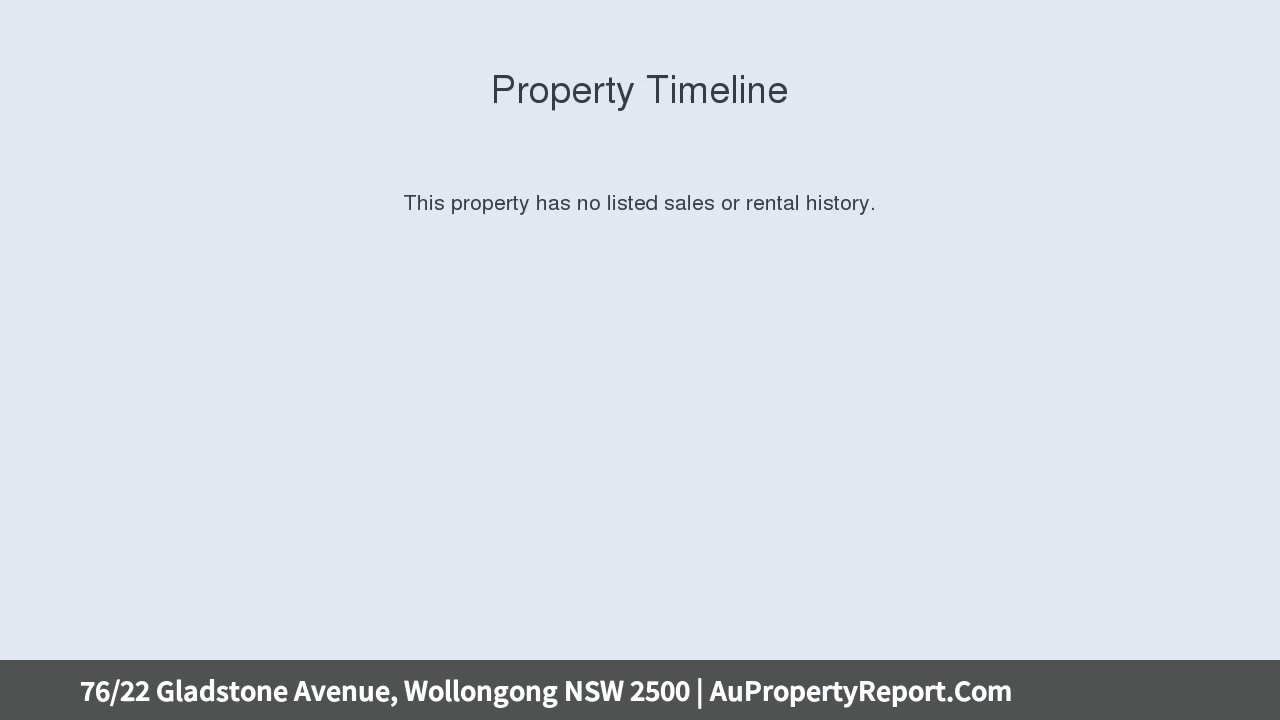 Property Timeline
This property has no listed sales or rental history.
76/22 Gladstone Avenue, Wollongong NSW 2500 | AuPropertyReport.Com